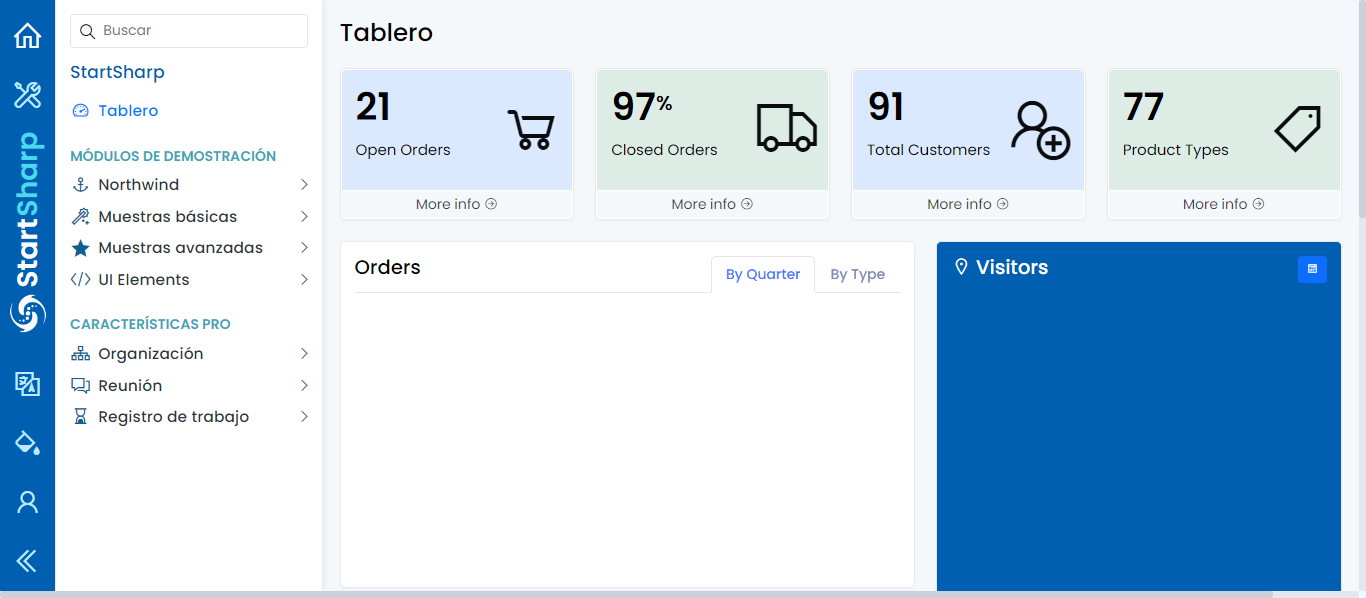 StartSharp
Buscar
StartSharp
Tablero
MÓDULOS DE DEMOSTRACIÓN
Northwind
Muestras básicas
Muestras avanzadas
UI Elements
CARACTERÍSTICAS PRO
Organización
Reunión
Registro de trabajo
Tablero
21
Open Orders
More info
97%
Closed Orders
More info
91
Total Customers
More info
77
Product Types
More info
Orders
By Quarter
By Type
Visitors